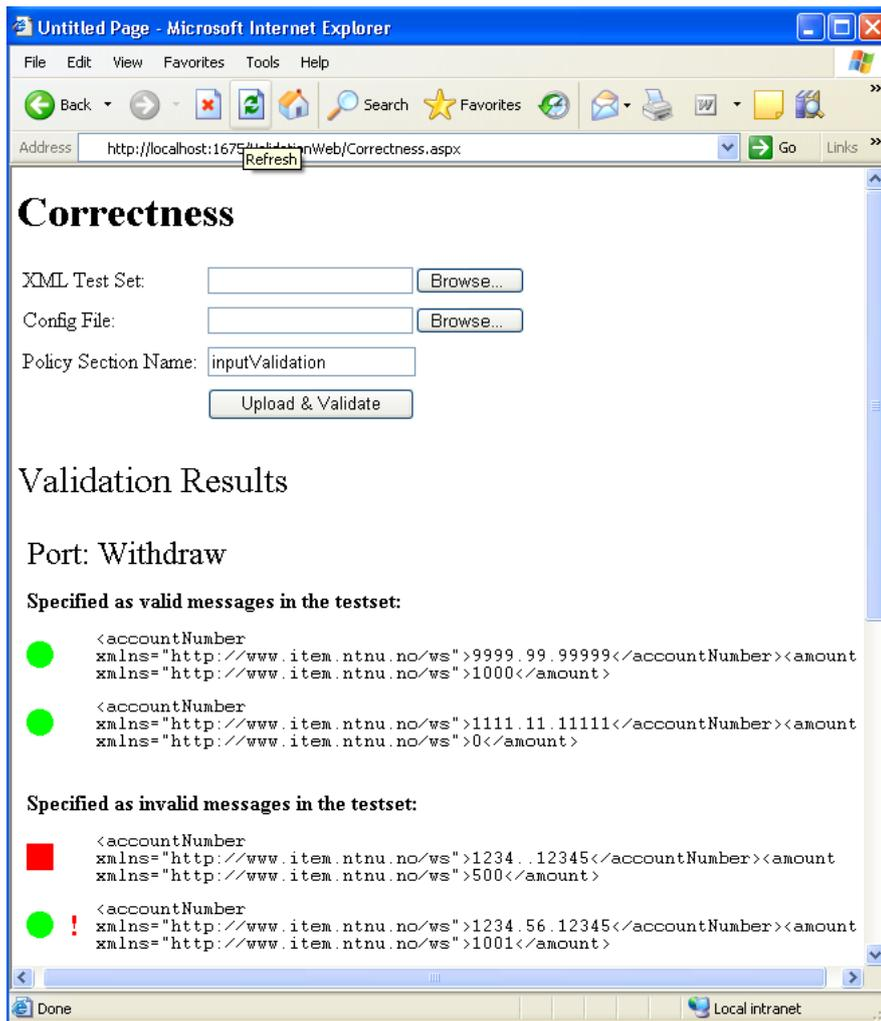 Untitled Page - Microsoft Internet Explorer
File Edit View Favorites Tools Help
Back Search Favorites
Address http://localhost:1675/ValidationWeb/Correctness.aspx Go Links
Refresh
Correctness
XML Test Set: Browse...
Config File: Browse...
Policy Section Name: inputValidation
Upload & Validate
Validation Results
Port: Withdraw
Specified as valid messages in the testset:
<accountNumber
xmlns="http://www.item.ntnu.no/ws">9999.99.99999</accountNumber><amount
xmlns="http://www.item.ntnu.no/ws">1000</amount>
<accountNumber
xmlns="http://www.item.ntnu.no/ws">1111.11.11111</accountNumber><amount
xmlns="http://www.item.ntnu.no/ws">0</amount>
Specified as invalid messages in the testset:
<accountNumber
xmlns="http://www.item.ntnu.no/ws">1234..12345</accountNumber><amount
xmlns="http://www.item.ntnu.no/ws">500</amount>
<accountNumber
! xmlns="http://www.item.ntnu.no/ws">1234.56.12345</accountNumber><amount
xmlns="http://www.item.ntnu.no/ws">1001</amount>
Done Local intranet